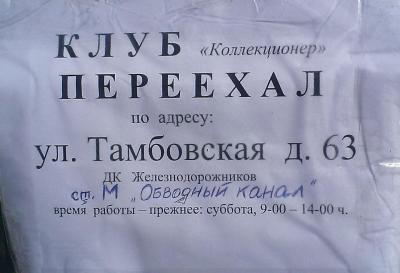 КЛУБ «Коллекционер»
ПЕРЕЕХАЛ
по адресу:
ул. Тамбовская д. 63
ДК Железнодорожников
ст. М „Обводный канал"
время работы – прежнее: суббота, 9-00 – 14-00 ч.